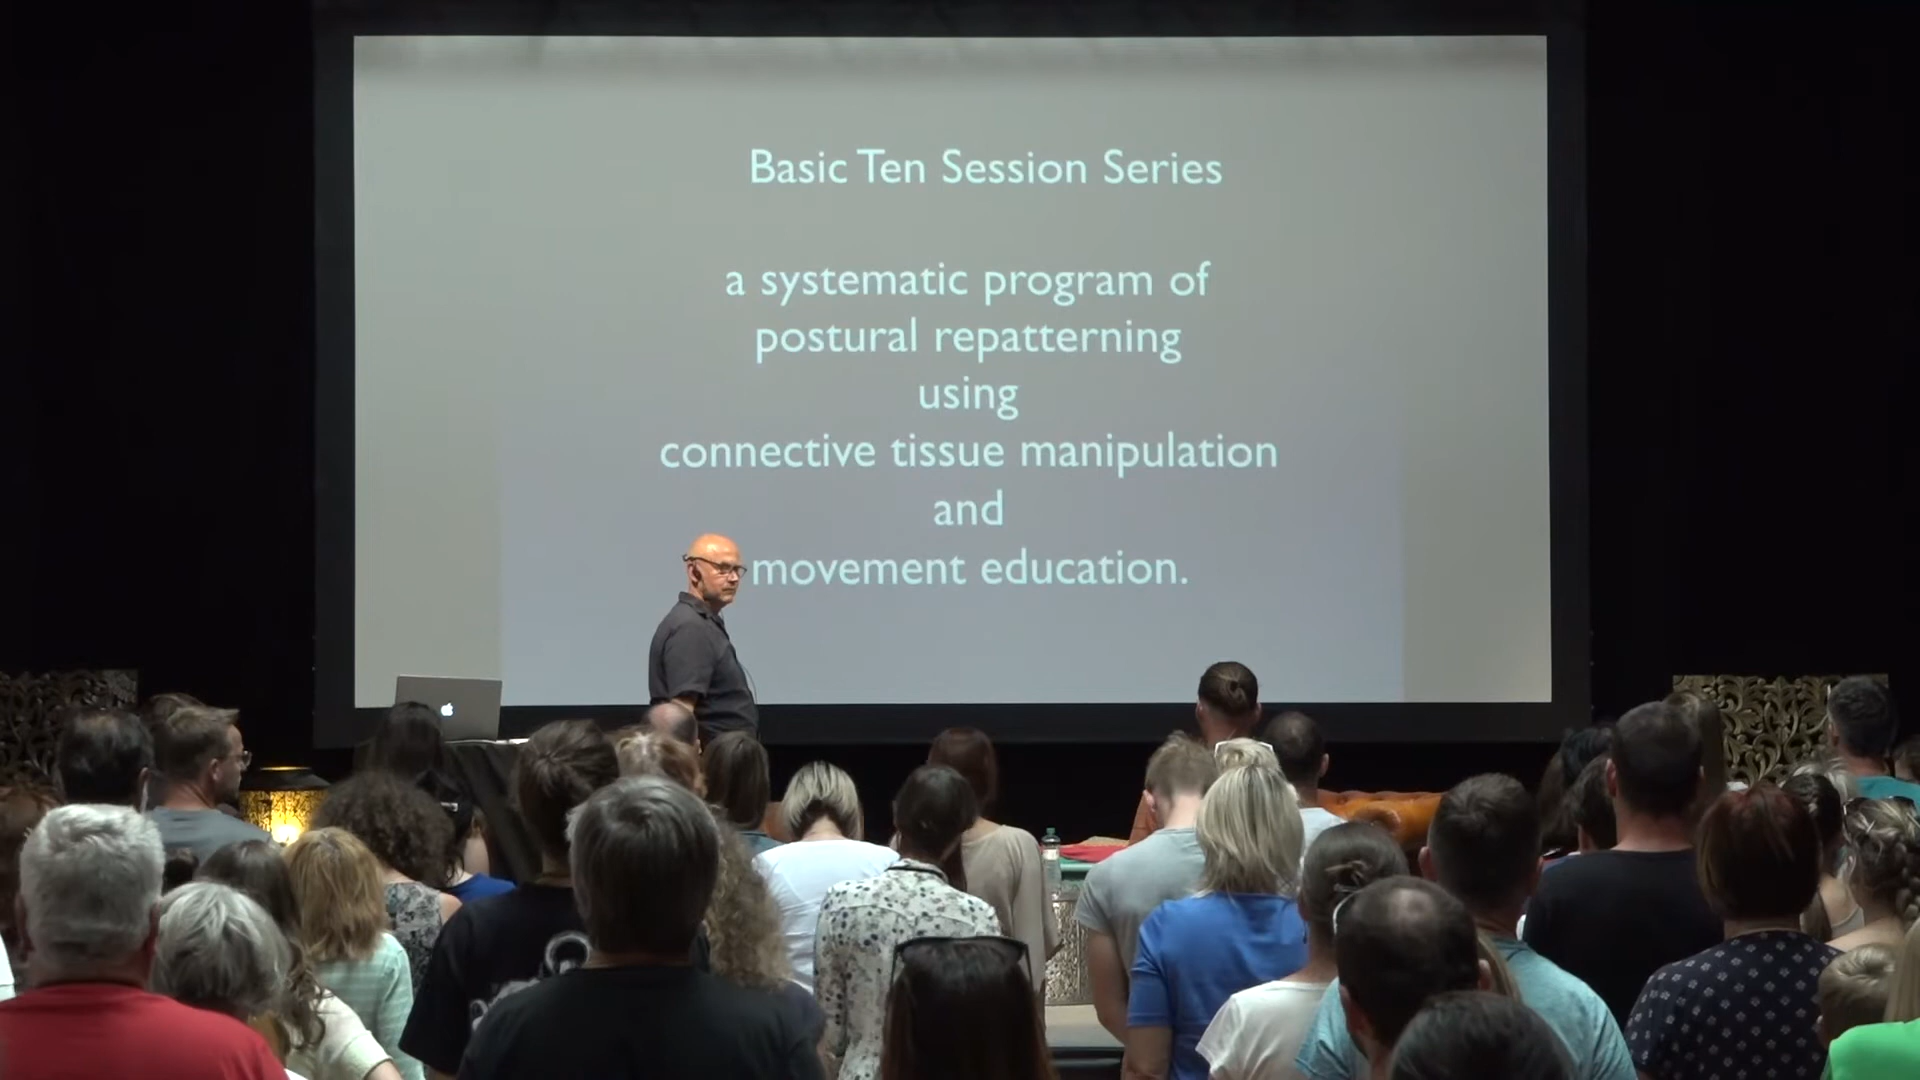 Basic Ten Session Series
a systematic program of
postural repatterning
using
connective tissue manipulation
and
movement education.